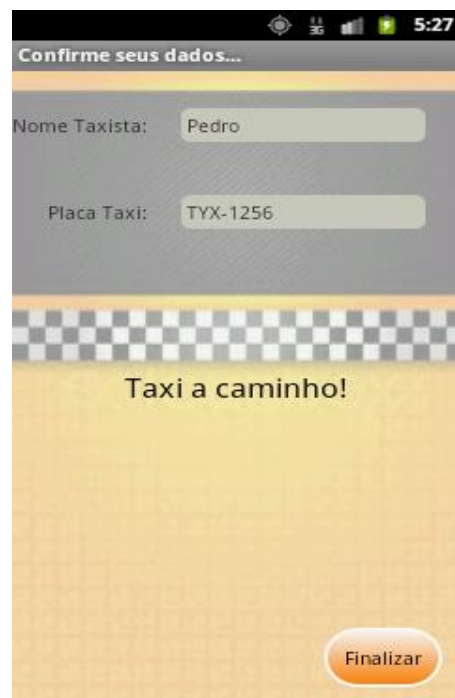 5:27
Confirme seus dados...
Nome Taxista: Pedro
Placa Taxi: TYX-1256
Taxi a caminho!
Finalizar